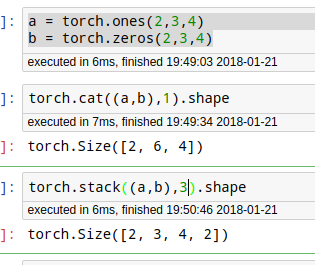 ]: a = torch.ones(2,3,4)
b = torch.zeros(2,3,4)
executed in 6ms, finished 19:49:03 2018-01-21
]: torch.cat((a,b),1).shape
executed in 7ms, finished 19:49:34 2018-01-21
]: torch.Size([2, 6, 4])
]: torch.stack((a,b),3).shape
executed in 6ms, finished 19:50:46 2018-01-21
]: torch.Size([2, 3, 4, 2])